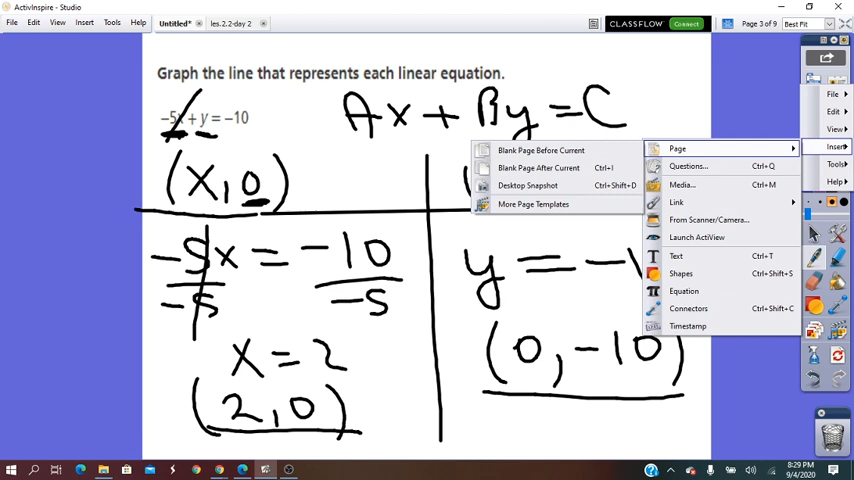 ActivInspire - Studio
File Edit View Insert Tools Help Untitled* les.2.2-day 2 CLASSFLOW Connect Page 3 of 9 Best Fit
Graph the line that represents each linear equation.
-5x + y = -10
Ax + By = C
(x, 0)
-5x = -10
-5 -5
x = 2
(2, 0)
y = -1
(0, -10)
Blank Page Before Current
Blank Page After Current Ctrl+I
Desktop Snapshot Ctrl+Shift+D
More Page Templates
Page
Questions... Ctrl+Q
Media... Ctrl+M
Link
From Scanner/Camera...
Launch ActiView
Text Ctrl+T
Shapes Ctrl+Shift+S
Equation
Connectors Ctrl+Shift+C
Timestamp
File
Edit
View
Insert
Tools
Help
8:29 PM
9/4/2020